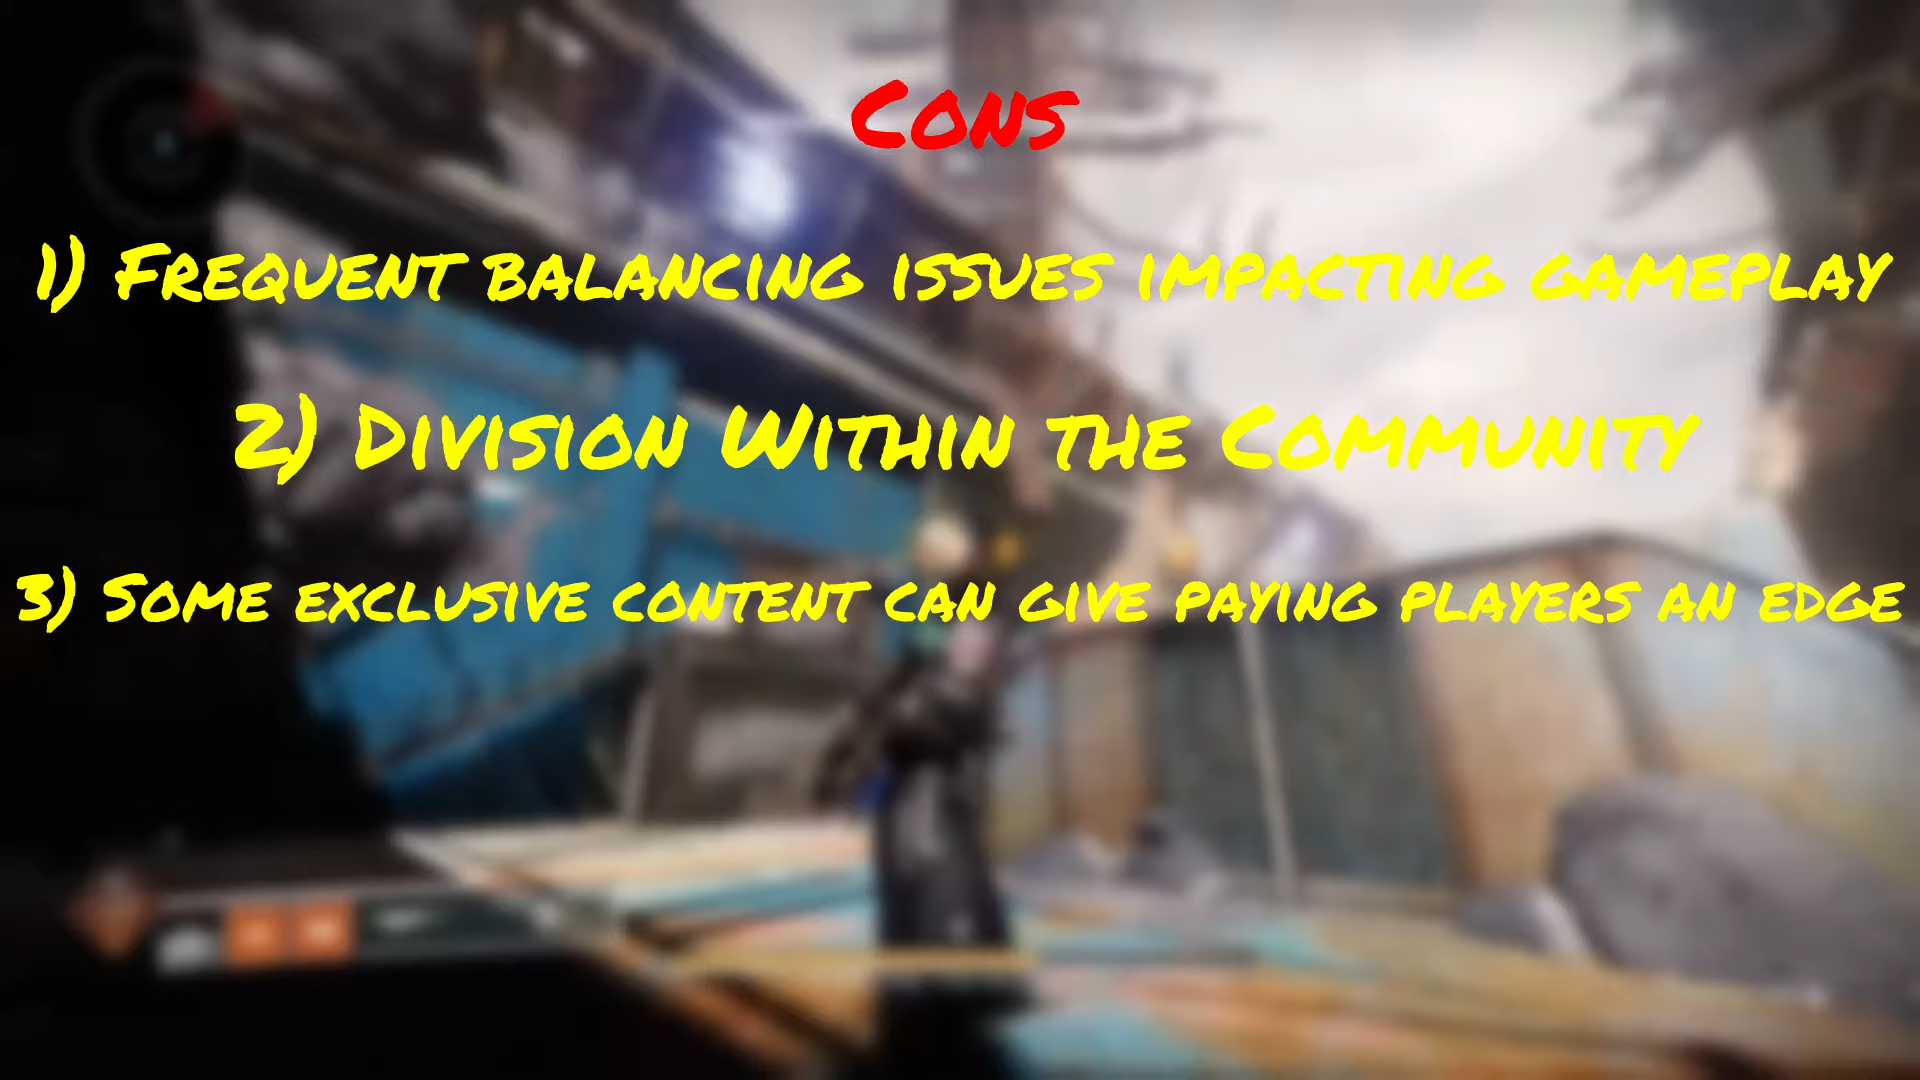 Cons
1) Frequent balancing issues impacting gameplay
2) Division Within the Community
3) Some exclusive content can give paying players an edge